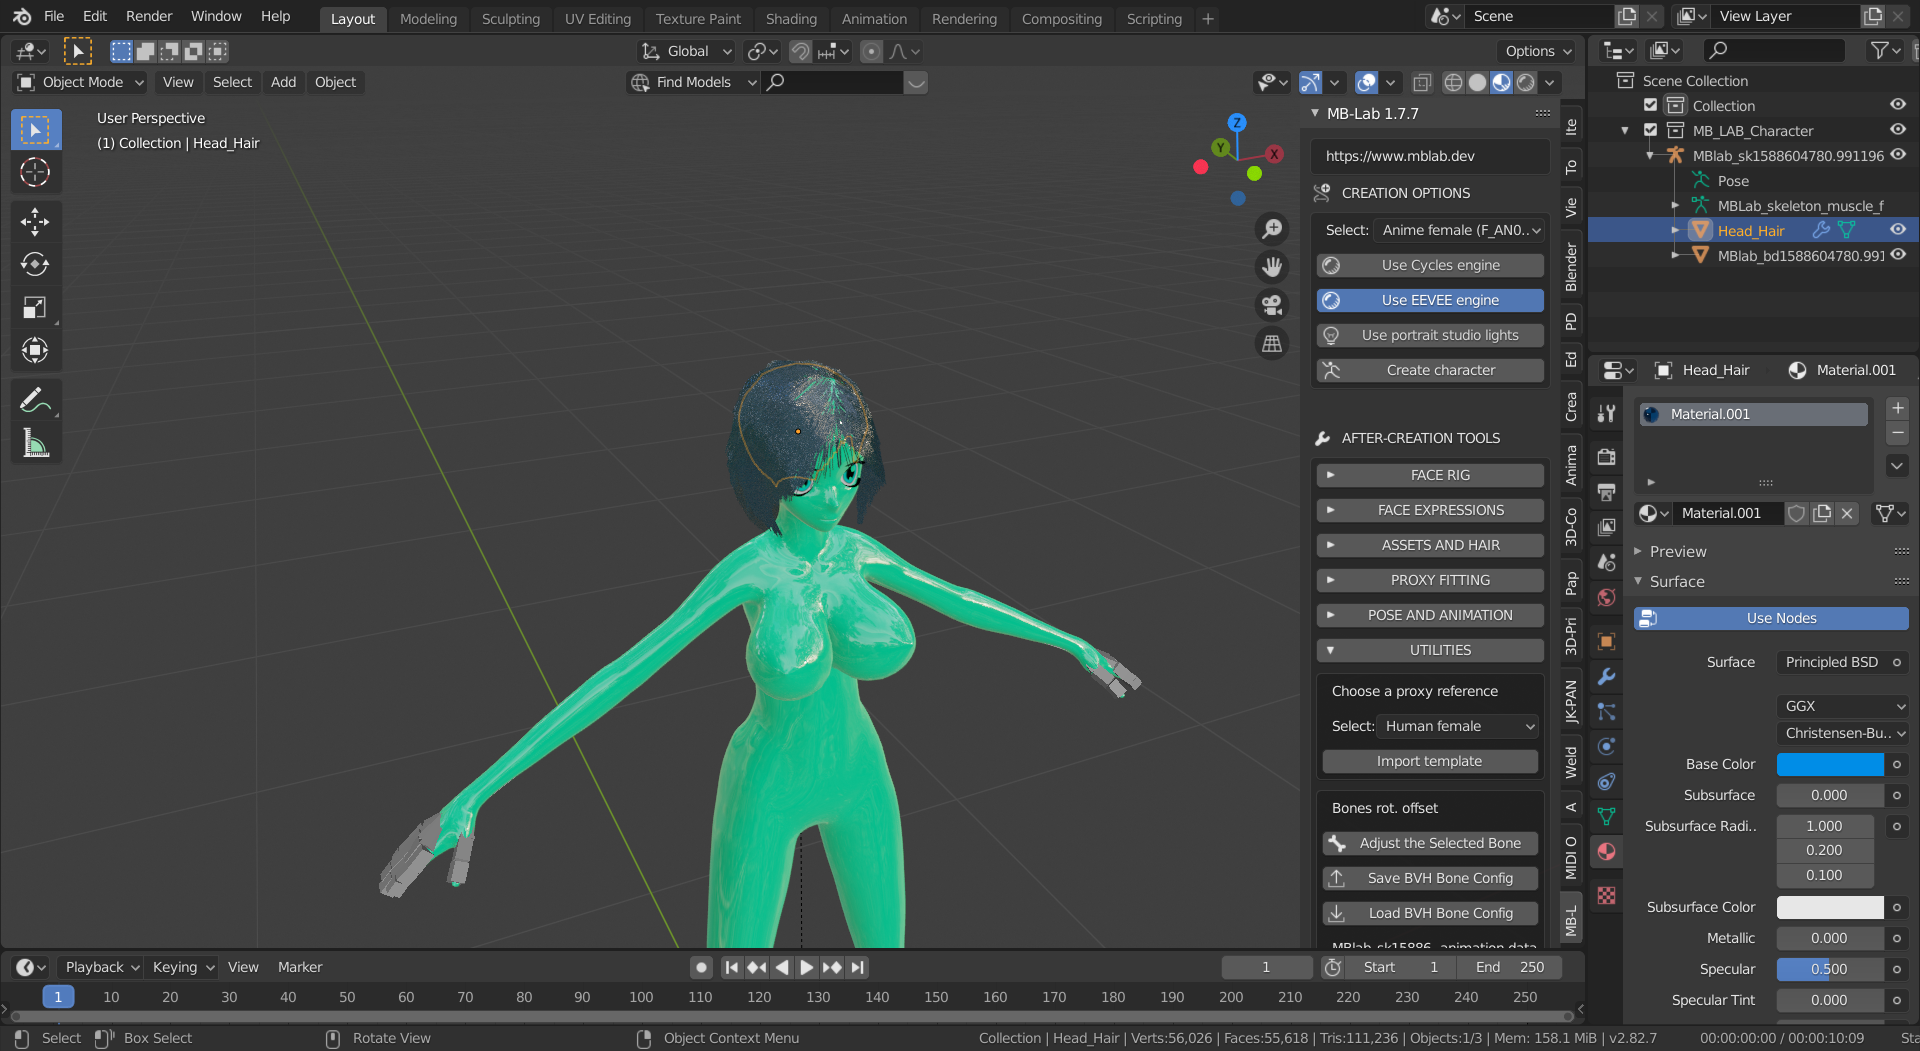 File Edit Render Window Help
Layout Modeling Sculpting UV Editing Texture Paint Shading Animation Rendering Compositing Scripting +
Scene
View Layer
Global
Options
Object Mode View Select Add Object
Find Models
User Perspective
(1) Collection | Head_Hair
Z
Y
X
MB-Lab 1.7.7
https://www.mblab.dev
CREATION OPTIONS
Select: Anime female (F_AN0..
Use Cycles engine
Use EEVEE engine
Use portrait studio lights
Create character
AFTER-CREATION TOOLS
FACE RIG
FACE EXPRESSIONS
ASSETS AND HAIR
PROXY FITTING
POSE AND ANIMATION
UTILITIES
Choose a proxy reference
Select: Human female
Import template
Bones rot. offset
Adjust the Selected Bone
Save BVH Bone Config
Load BVH Bone Config
MBlab_sk15886_animation data
Ite
To
Vie
Blender
PD
Ed
Crea
Anima
3D-Co
Pap
3D-Pri
JK-PAN
Weld
A
MIDI O
MB-L
Scene Collection
Collection
MB_LAB_Character
MBlab_sk1588604780.991196
Pose
MBLab_skeleton_muscle_f
Head_Hair
MBlab_bd1588604780.991
Head_Hair Material.001
Material.001
Material.001
Preview
Surface
Use Nodes
Surface Principled BSD
GGX
Christensen-Bu..
Base Color
Subsurface 0.000
Subsurface Radi.. 1.000
0.200
0.100
Subsurface Color
Metallic 0.000
Specular 0.500
Specular Tint 0.000
Playback Keying View Marker
1
Start 1
End 250
1 10 20 30 40 50 60 70 80 90 100 110 120 130 140 150 160 170 180 190 200 210 220 230 240 250
Select Box Select Rotate View Object Context Menu
Collection | Head_Hair | Verts:56,026 | Faces:55,618 | Tris:111,236 | Objects:1/3 | Mem: 158.1 MiB | v2.82.7
00:00:00:00 / 00:00:10:09
Sta